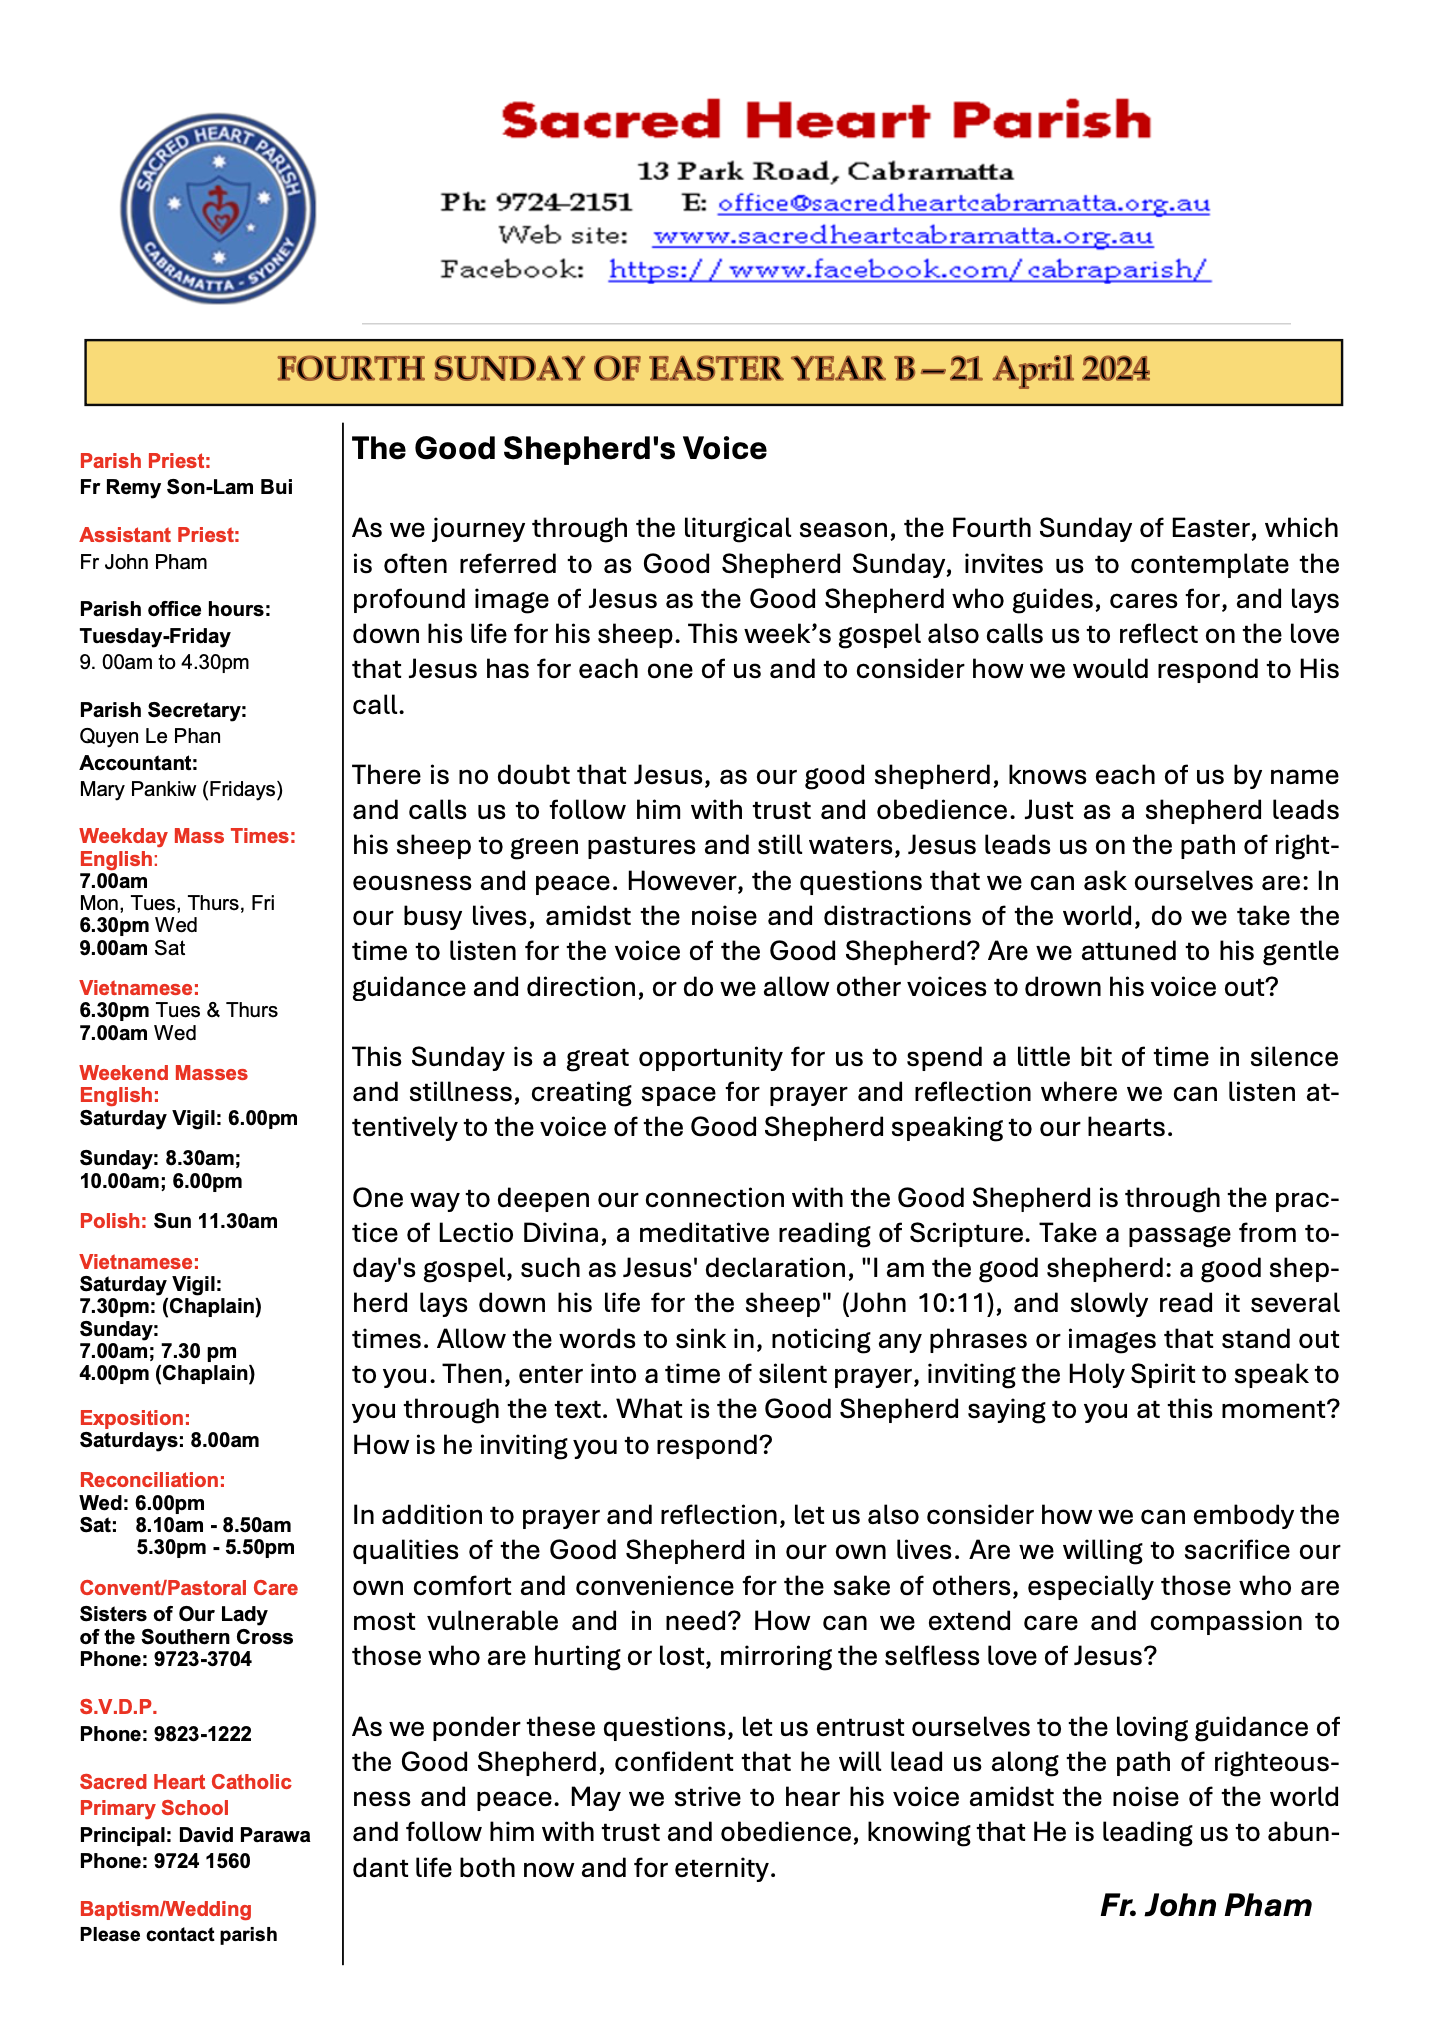 SACRED HEART PARISH
CABRAMATTA - SYDNEY
Sacred Heart Parish
13 Park Road, Cabramatta
Ph: 9724-2151 E: office@sacredheartcabramatta.org.au
Web site: www.sacredheartcabramatta.org.au
Facebook: https://www.facebook.com/cabraparish/
FOURTH SUNDAY OF EASTER YEAR B—21 April 2024
Parish Priest:
Fr Remy Son-Lam Bui
Assistant Priest:
Fr John Pham
Parish office hours:
Tuesday-Friday
9. 00am to 4.30pm
Parish Secretary:
Quyen Le Phan
Accountant:
Mary Pankiw (Fridays)
Weekday Mass Times:
English:
7.00am
Mon, Tues, Thurs, Fri
6.30pm Wed
9.00am Sat
Vietnamese:
6.30pm Tues & Thurs
7.00am Wed
Weekend Masses
English:
Saturday Vigil: 6.00pm
Sunday: 8.30am;
10.00am; 6.00pm
Polish: Sun 11.30am
Vietnamese:
Saturday Vigil:
7.30pm: (Chaplain)
Sunday:
7.00am; 7.30 pm
4.00pm (Chaplain)
Exposition:
Saturdays: 8.00am
Reconciliation:
Wed: 6.00pm
Sat: 8.10am - 8.50am
5.30pm - 5.50pm
Convent/Pastoral Care
Sisters of Our Lady
of the Southern Cross
Phone: 9723-3704
S.V.D.P.
Phone: 9823-1222
Sacred Heart Catholic
Primary School
Principal: David Parawa
Phone: 9724 1560
Baptism/Wedding
Please contact parish
The Good Shepherd's Voice
As we journey through the liturgical season, the Fourth Sunday of Easter, which
is often referred to as Good Shepherd Sunday, invites us to contemplate the
profound image of Jesus as the Good Shepherd who guides, cares for, and lays
down his life for his sheep. This week’s gospel also calls us to reflect on the love
that Jesus has for each one of us and to consider how we would respond to His
call.
There is no doubt that Jesus, as our good shepherd, knows each of us by name
and calls us to follow him with trust and obedience. Just as a shepherd leads
his sheep to green pastures and still waters, Jesus leads us on the path of right-
eousness and peace. However, the questions that we can ask ourselves are: In
our busy lives, amidst the noise and distractions of the world, do we take the
time to listen for the voice of the Good Shepherd? Are we attuned to his gentle
guidance and direction, or do we allow other voices to drown his voice out?
This Sunday is a great opportunity for us to spend a little bit of time in silence
and stillness, creating space for prayer and reflection where we can listen at-
tentively to the voice of the Good Shepherd speaking to our hearts.
One way to deepen our connection with the Good Shepherd is through the prac-
tice of Lectio Divina, a meditative reading of Scripture. Take a passage from to-
day's gospel, such as Jesus' declaration, "I am the good shepherd: a good shep-
herd lays down his life for the sheep" (John 10:11), and slowly read it several
times. Allow the words to sink in, noticing any phrases or images that stand out
to you. Then, enter into a time of silent prayer, inviting the Holy Spirit to speak to
you through the text. What is the Good Shepherd saying to you at this moment?
How is he inviting you to respond?
In addition to prayer and reflection, let us also consider how we can embody the
qualities of the Good Shepherd in our own lives. Are we willing to sacrifice our
own comfort and convenience for the sake of others, especially those who are
most vulnerable and in need? How can we extend care and compassion to
those who are hurting or lost, mirroring the selfless love of Jesus?
As we ponder these questions, let us entrust ourselves to the loving guidance of
the Good Shepherd, confident that he will lead us along the path of righteous-
ness and peace. May we strive to hear his voice amidst the noise of the world
and follow him with trust and obedience, knowing that He is leading us to abun-
dant life both now and for eternity.
Fr. John Pham